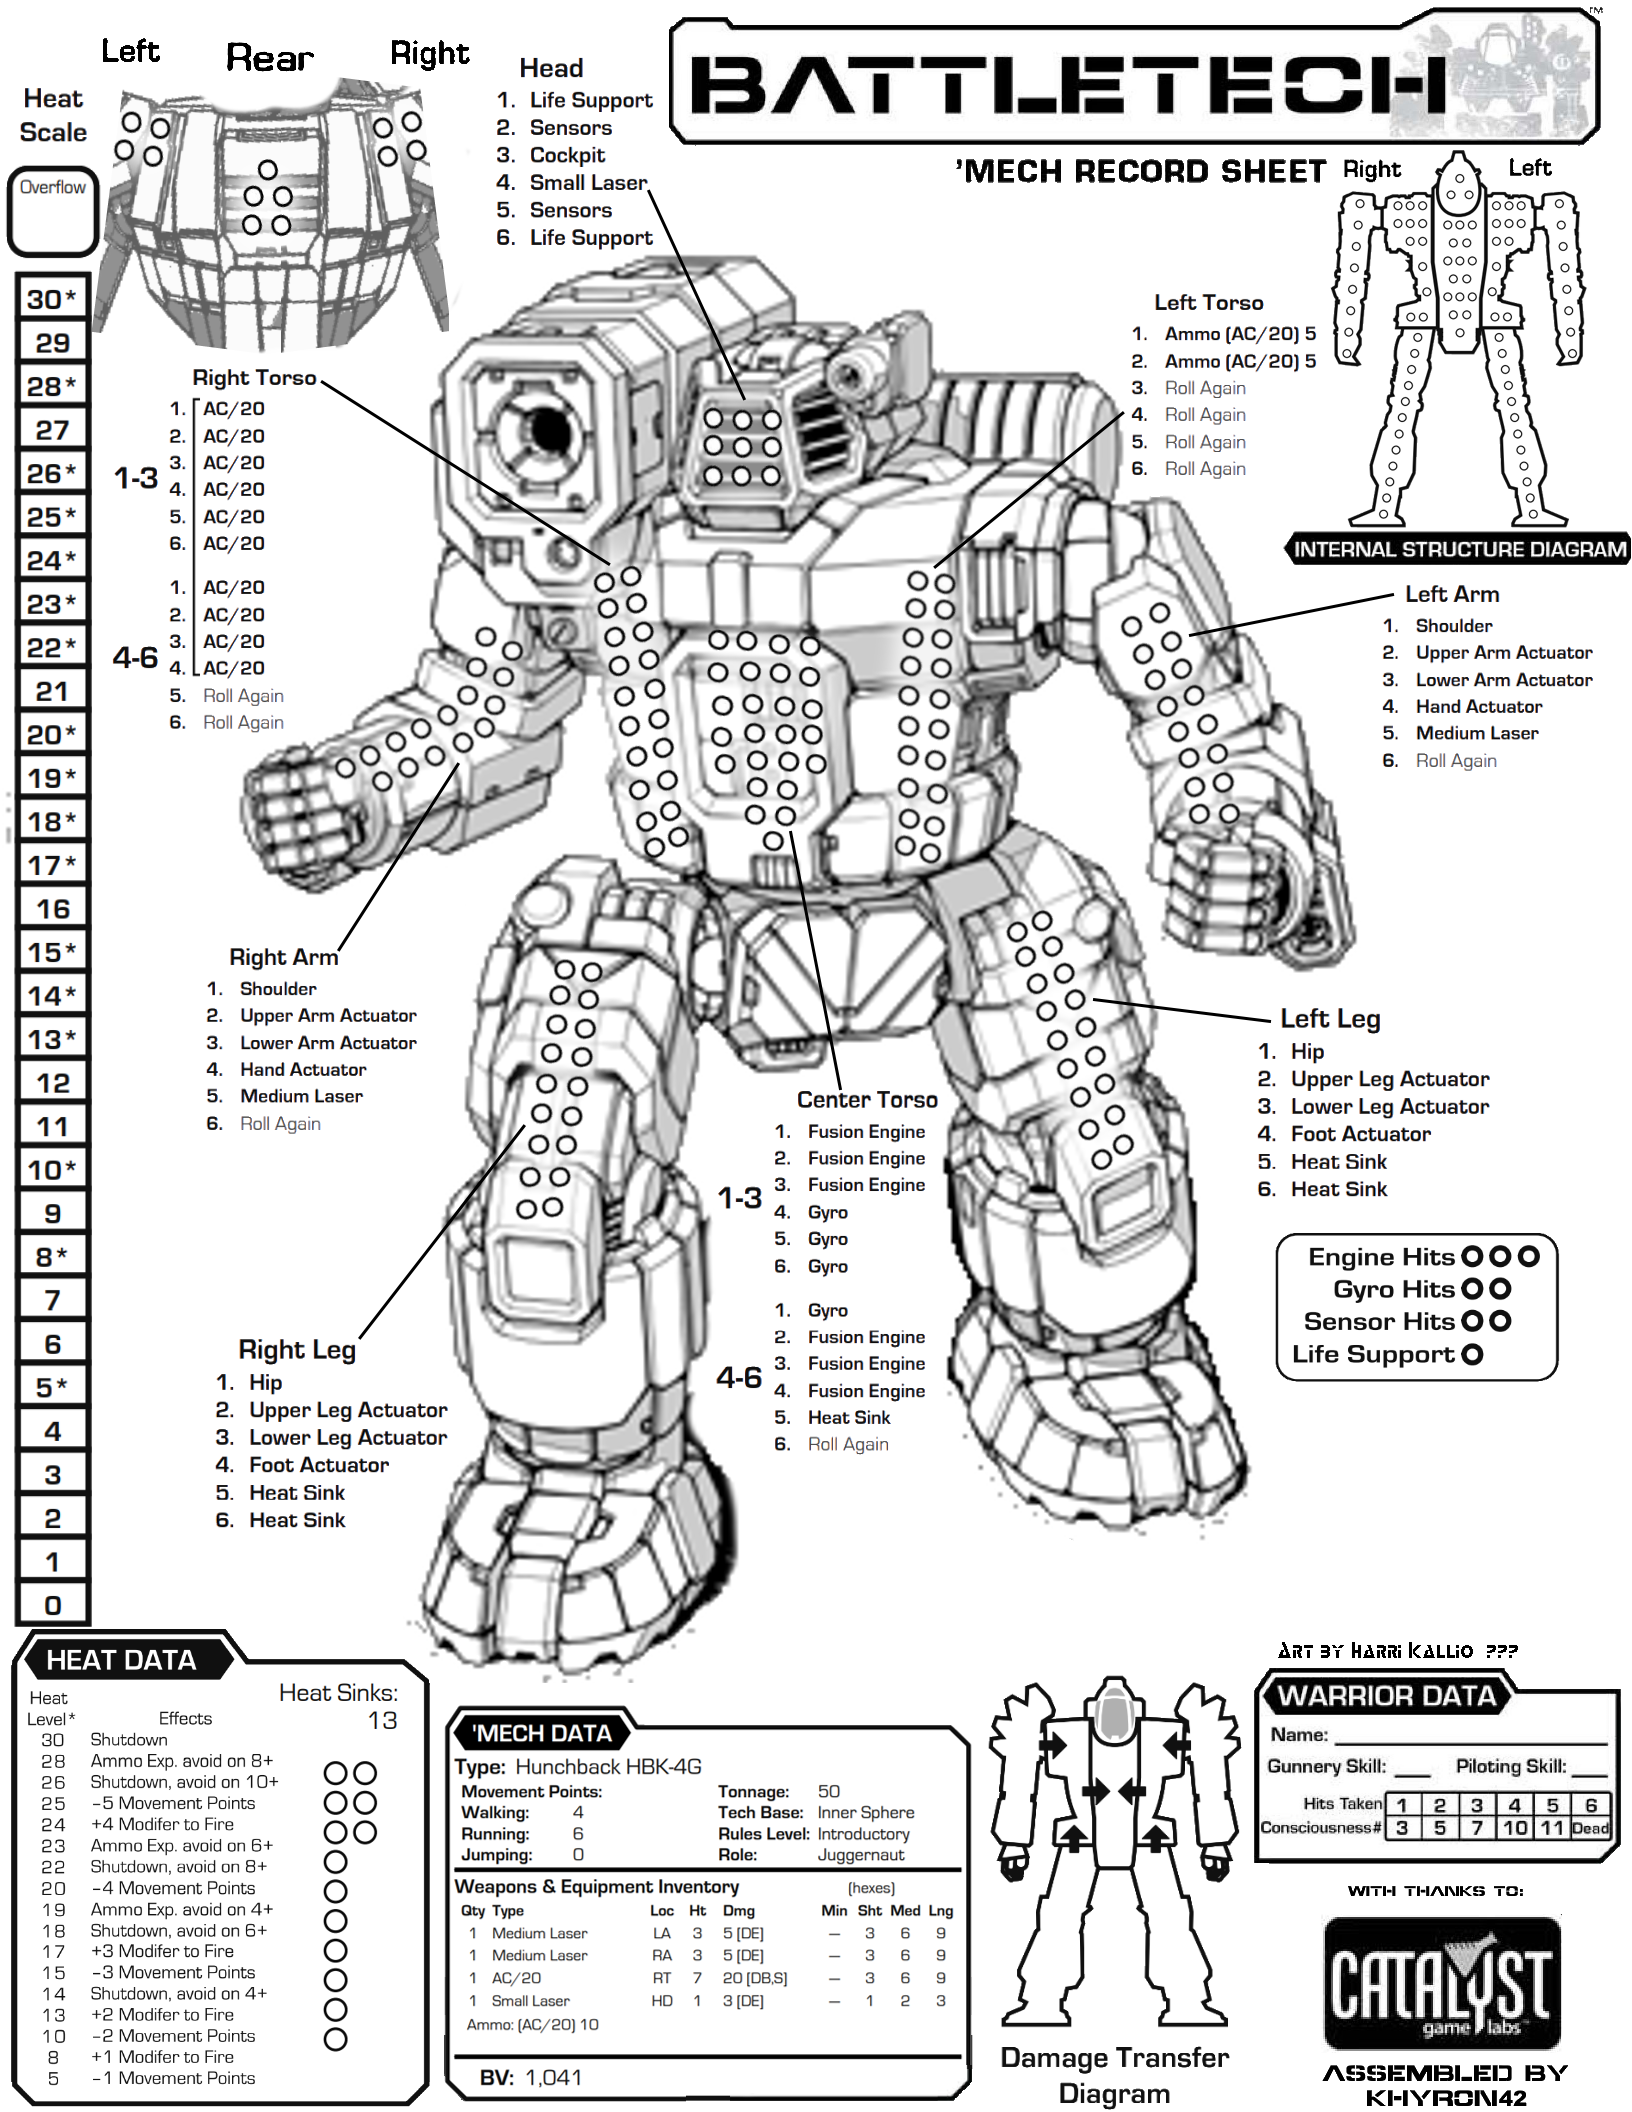 Left Rear Right
Heat
Scale
Overflow
30*
29
28*
27
26*
25*
24*
23*
22*
21
20*
19*
18*
17*
16
15*
14*
13*
12
11
10*
9
8*
7
6
5*
4
3
2
1
0
Head
1. Life Support
2. Sensors
3. Cockpit
4. Small Laser
5. Sensors
6. Life Support
BATTLETECH
TM
'MECH RECORD SHEET
Right Left
INTERNAL STRUCTURE DIAGRAM
Right Torso
1-3
1. AC/20
2. AC/20
3. AC/20
4. AC/20
5. AC/20
6. AC/20
4-6
1. AC/20
2. AC/20
3. AC/20
4. AC/20
5. Roll Again
6. Roll Again
Left Torso
1. Ammo (AC/20) 5
2. Ammo (AC/20) 5
3. Roll Again
4. Roll Again
5. Roll Again
6. Roll Again
Left Arm
1. Shoulder
2. Upper Arm Actuator
3. Lower Arm Actuator
4. Hand Actuator
5. Medium Laser
6. Roll Again
Right Arm
1. Shoulder
2. Upper Arm Actuator
3. Lower Arm Actuator
4. Hand Actuator
5. Medium Laser
6. Roll Again
Center Torso
1-3
1. Fusion Engine
2. Fusion Engine
3. Fusion Engine
4. Gyro
5. Gyro
6. Gyro
4-6
1. Gyro
2. Fusion Engine
3. Fusion Engine
4. Fusion Engine
5. Heat Sink
6. Roll Again
Left Leg
1. Hip
2. Upper Leg Actuator
3. Lower Leg Actuator
4. Foot Actuator
5. Heat Sink
6. Heat Sink
Engine Hits
Gyro Hits
Sensor Hits
Life Support
Right Leg
1. Hip
2. Upper Leg Actuator
3. Lower Leg Actuator
4. Foot Actuator
5. Heat Sink
6. Heat Sink
HEAT DATA
Heat
Level* Effects
Heat Sinks:
13
30 Shutdown
28 Ammo Exp. avoid on 8+
26 Shutdown, avoid on 10+
25 -5 Movement Points
24 +4 Modifer to Fire
23 Ammo Exp. avoid on 6+
22 Shutdown, avoid on 8+
20 -4 Movement Points
19 Ammo Exp. avoid on 4+
18 Shutdown, avoid on 6+
17 +3 Modifer to Fire
15 -3 Movement Points
14 Shutdown, avoid on 4+
13 +2 Modifer to Fire
10 -2 Movement Points
8 +1 Modifer to Fire
5 -1 Movement Points
'MECH DATA
Type: Hunchback HBK-4G
Movement Points: Tonnage: 50
Walking: 4 Tech Base: Inner Sphere
Running: 6 Rules Level: Introductory
Jumping: 0 Role: Juggernaut
Weapons & Equipment Inventory (hexes)
Qty Type Loc Ht Dmg Min Sht Med Lng
1 Medium Laser LA 3 5 [DE] – 3 6 9
1 Medium Laser RA 3 5 [DE] – 3 6 9
1 AC/20 RT 7 20 [DB,S] – 3 6 9
1 Small Laser HD 1 3 [DE] – 1 2 3
Ammo: (AC/20) 10
BV: 1,041
Damage Transfer
Diagram
ART BY HARRI KALLIO ???
WARRIOR DATA
Name:
Gunnery Skill: ___ Piloting Skill: ___
Hits Taken 1 2 3 4 5 6
Consciousness# 3 5 7 10 11 Dead
WITH THANKS TO:
CATALYST
game labs
ASSEMBLED BY
KHYRON42